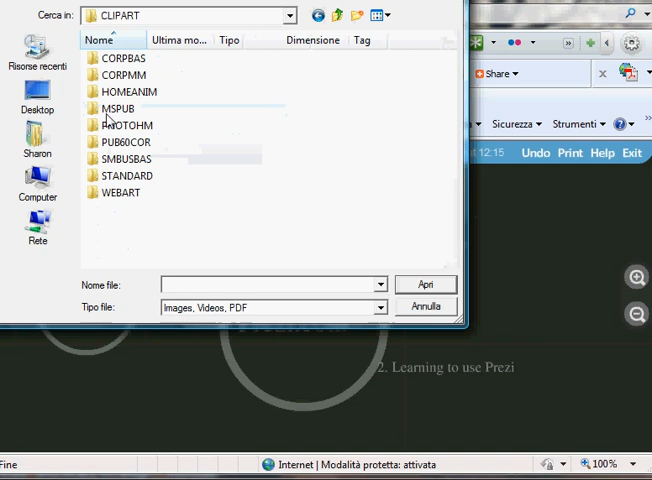 Cerca in: CLIPART
Nome Ultima mo... Tipo Dimensione Tag
CORPBAS
CORPMM
HOMEANIM
MSPUB
PHOTOHM
PUB60COR
SMBUSBAS
STANDARD
WEBART
Risorse recenti
Desktop
Sharon
Computer
Rete
Nome file:
Apri
Tipo file: Images, Videos, PDF
Annulla
Share
Sicurezza Strumenti
12:15 Undo Print Help Exit
2. Learning to use Prezi
Fine
Internet | Modalità protetta: attivata
100%